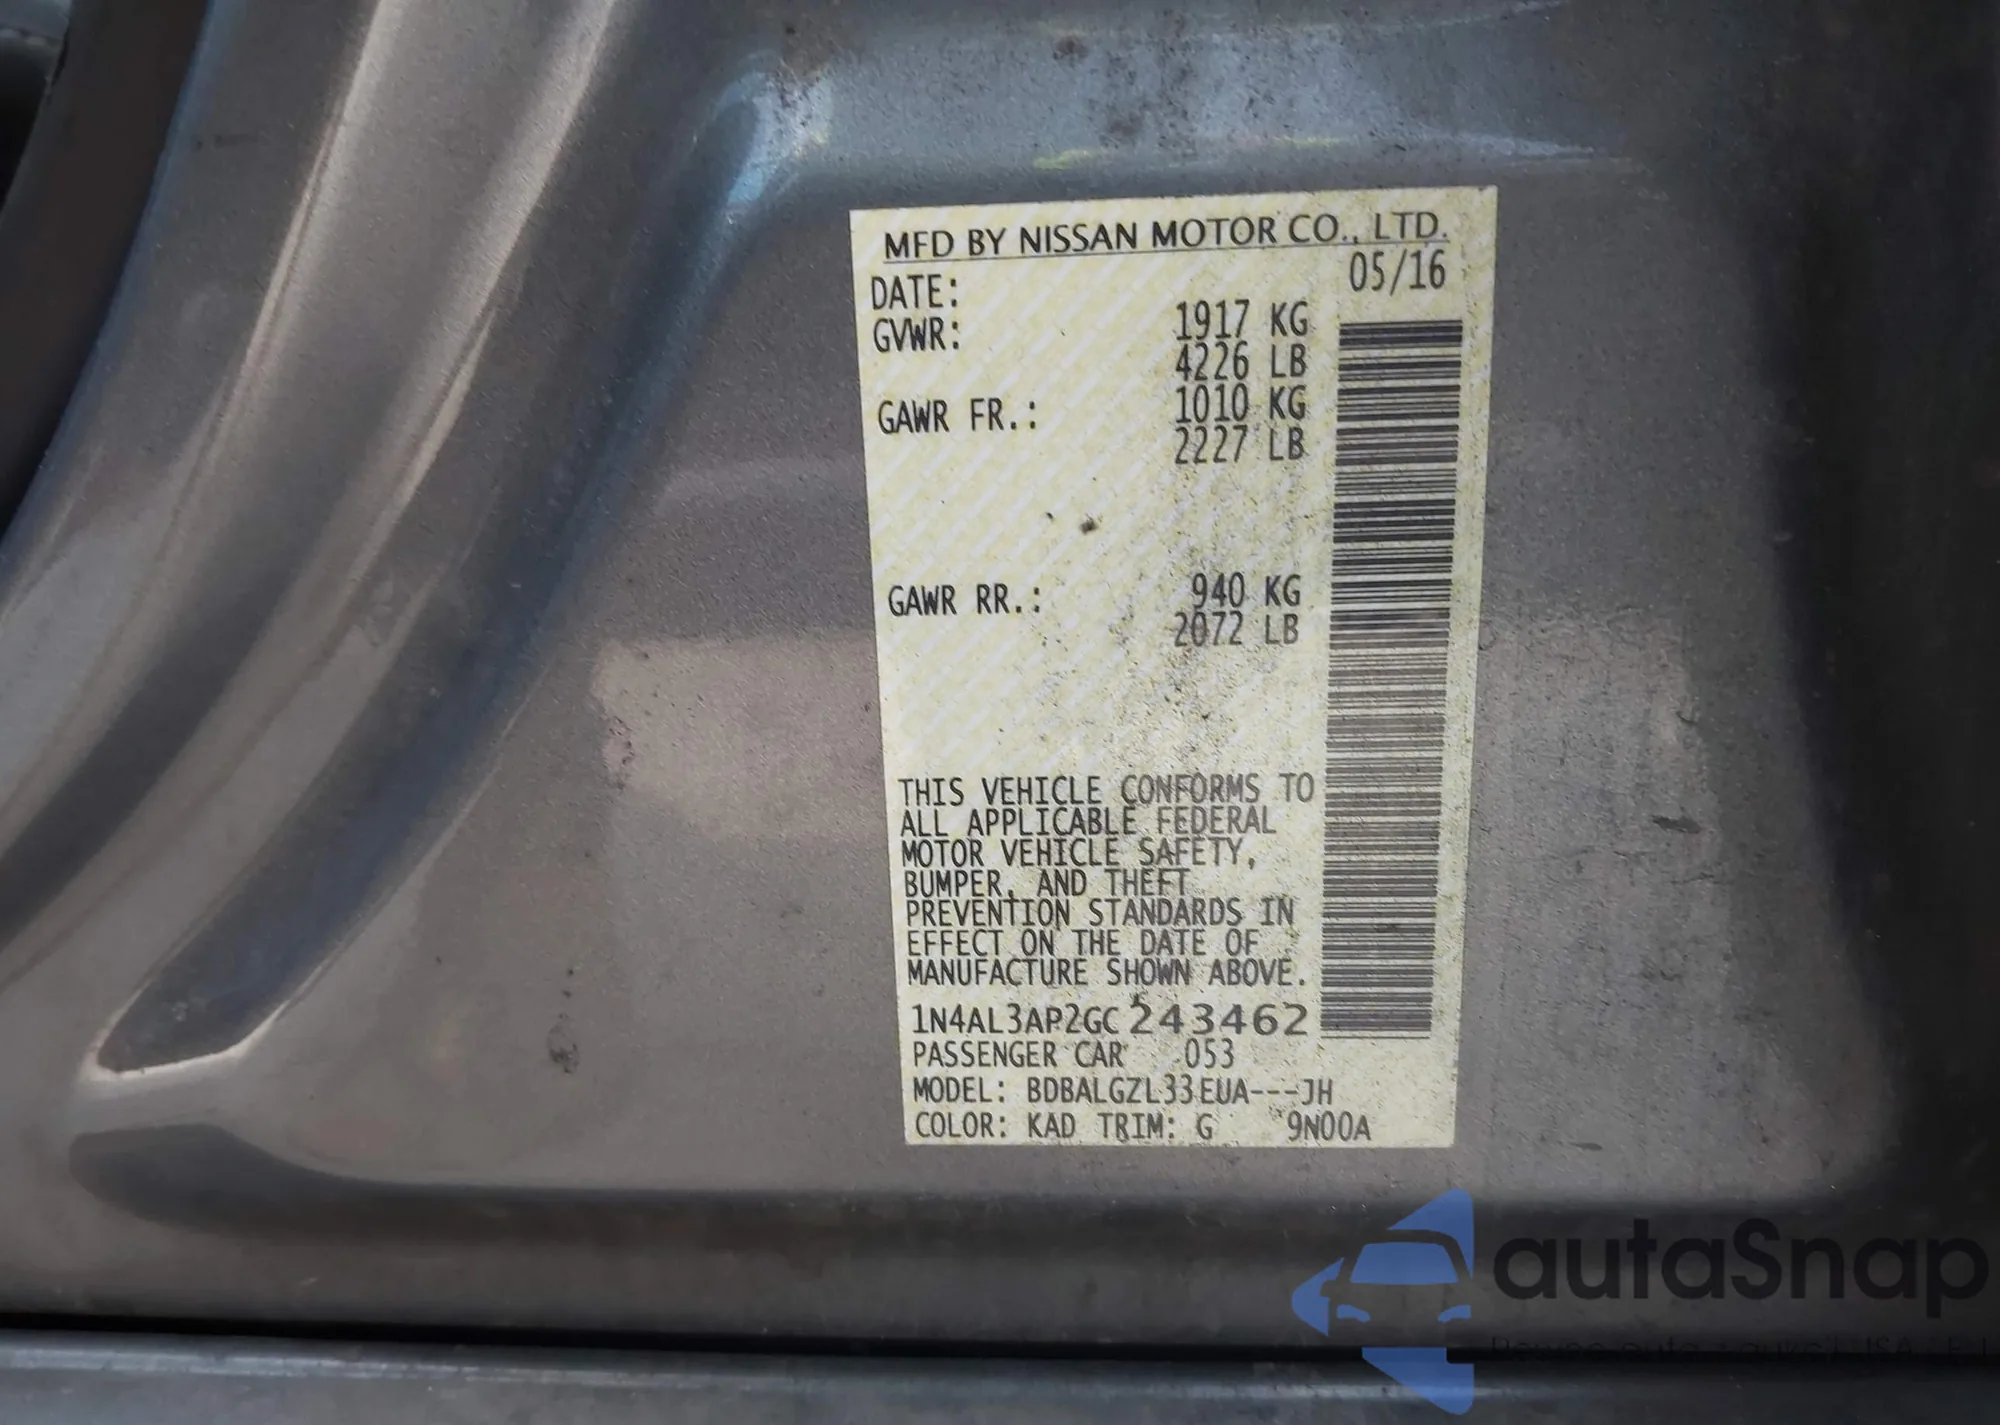 MFD BY NISSAN MOTOR CO., LTD.
DATE: 05/16
GVWR: 1917 KG
4226 LB
GAWR FR.: 1010 KG
2227 LB
GAWR RR.: 940 KG
2072 LB
THIS VEHICLE CONFORMS TO
ALL APPLICABLE FEDERAL
MOTOR VEHICLE SAFETY,
BUMPER, AND THEFT
PREVENTION STANDARDS IN
EFFECT ON THE DATE OF
MANUFACTURE SHOWN ABOVE.
1N4AL3AP2GC243462
PASSENGER CAR 053
MODEL: BDBALGZL33EUA---JH
COLOR: KAD TRIM: G 9N00A
autaSnap